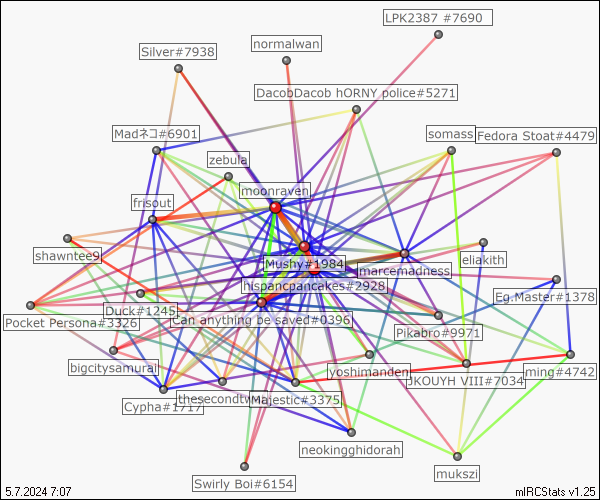 LPK2387 #7690
normalwan
Silver#7938
DacobDacob hORNY police#5271
Madネコ#6901
somass
Fedora Stoat#4479
zebula
moonraven
frisout
shawntee9
Mushy#1984
marcemadness
eliakith
hispancpancakes#2928
Eg.Master#1378
Duck#1245
Pocket Persona#3326
Can anything be saved#0396
Pikabro#9971
bigcitysamurai
yoshimanden
JKOUYH VIII#7034
ming#4742
Cypha#1717
thesecondtw
Majestic#3375
neokingghidorah
mukszi
Swirly Boi#6154
5.7.2024 7:07
mIRCStats v1.25